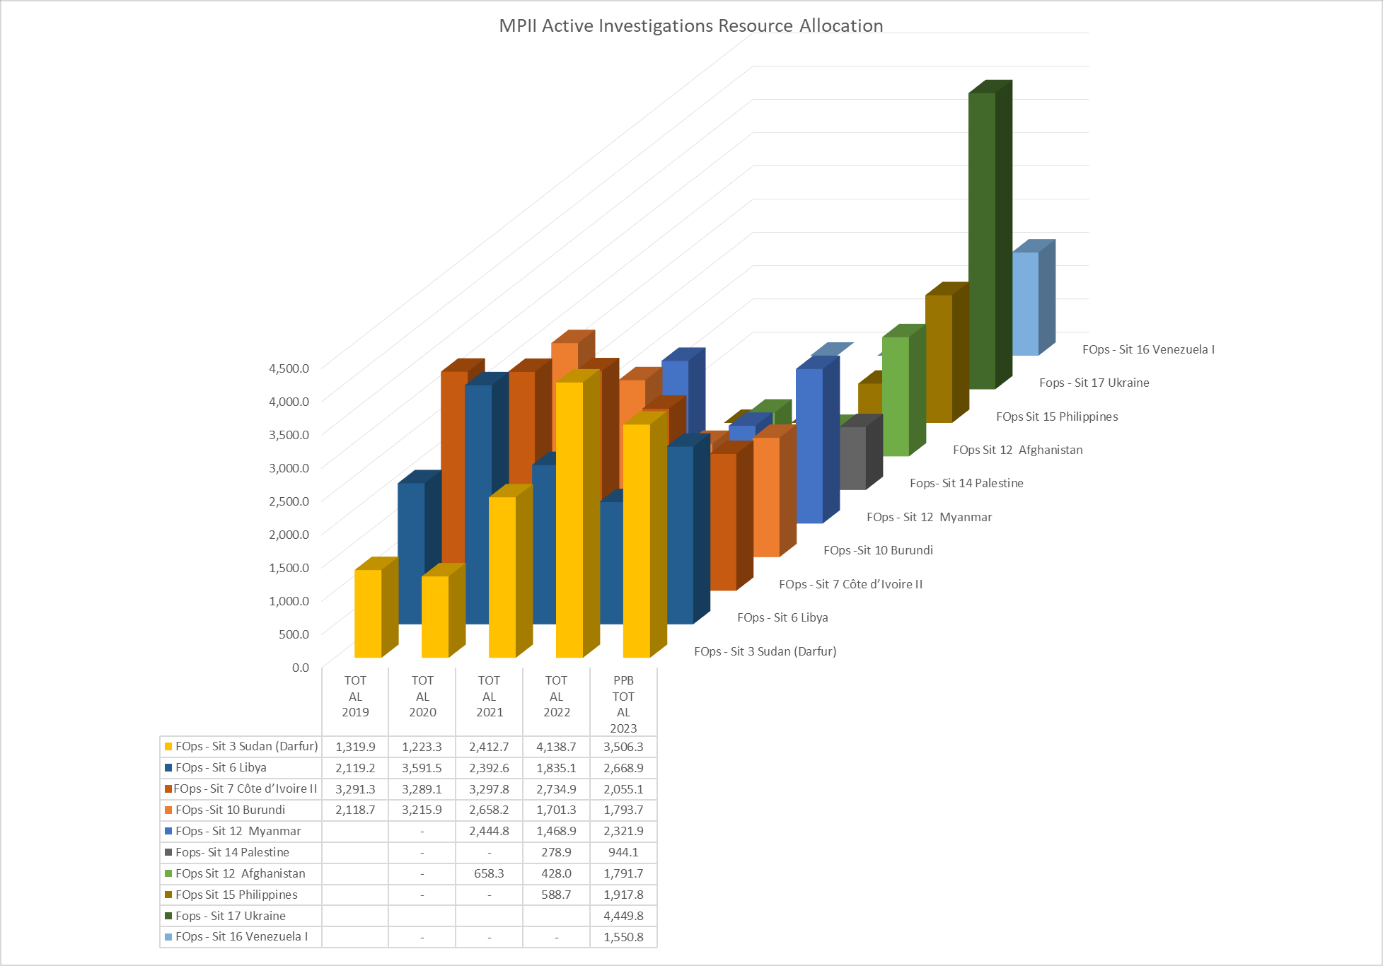 MPII Active Investigations Resource Allocation
4,500.0
4,000.0
3,500.0
3,000.0
2,500.0
2,000.0
1,500.0
1,000.0
500.0
0.0
FOps - Sit 16 Venezuela I
Fops - Sit 17 Ukraine
FOps Sit 15 Philippines
FOps Sit 12 Afghanistan
Fops- Sit 14 Palestine
FOps - Sit 12 Myanmar
FOps -Sit 10 Burundi
FOps - Sit 7 Côte d’Ivoire II
FOps - Sit 6 Libya
FOps - Sit 3 Sudan (Darfur)
TOT
AL
2019
TOT
AL
2020
TOT
AL
2021
TOT
AL
2022
PPB
TOT
AL
2023
FOps - Sit 3 Sudan (Darfur) 1,319.9 1,223.3 2,412.7 4,138.7 3,506.3
FOps - Sit 6 Libya 2,119.2 3,591.5 2,392.6 1,835.1 2,668.9
FOps - Sit 7 Côte d’Ivoire II 3,291.3 3,289.1 3,297.8 2,734.9 2,055.1
FOps -Sit 10 Burundi 2,118.7 3,215.9 2,658.2 1,701.3 1,793.7
FOps - Sit 12 Myanmar - 2,444.8 1,468.9 2,321.9
Fops- Sit 14 Palestine - - 278.9 944.1
FOps Sit 12 Afghanistan - 658.3 428.0 1,791.7
FOps Sit 15 Philippines - - 588.7 1,917.8
Fops - Sit 17 Ukraine 4,449.8
FOps - Sit 16 Venezuela I - - - 1,550.8